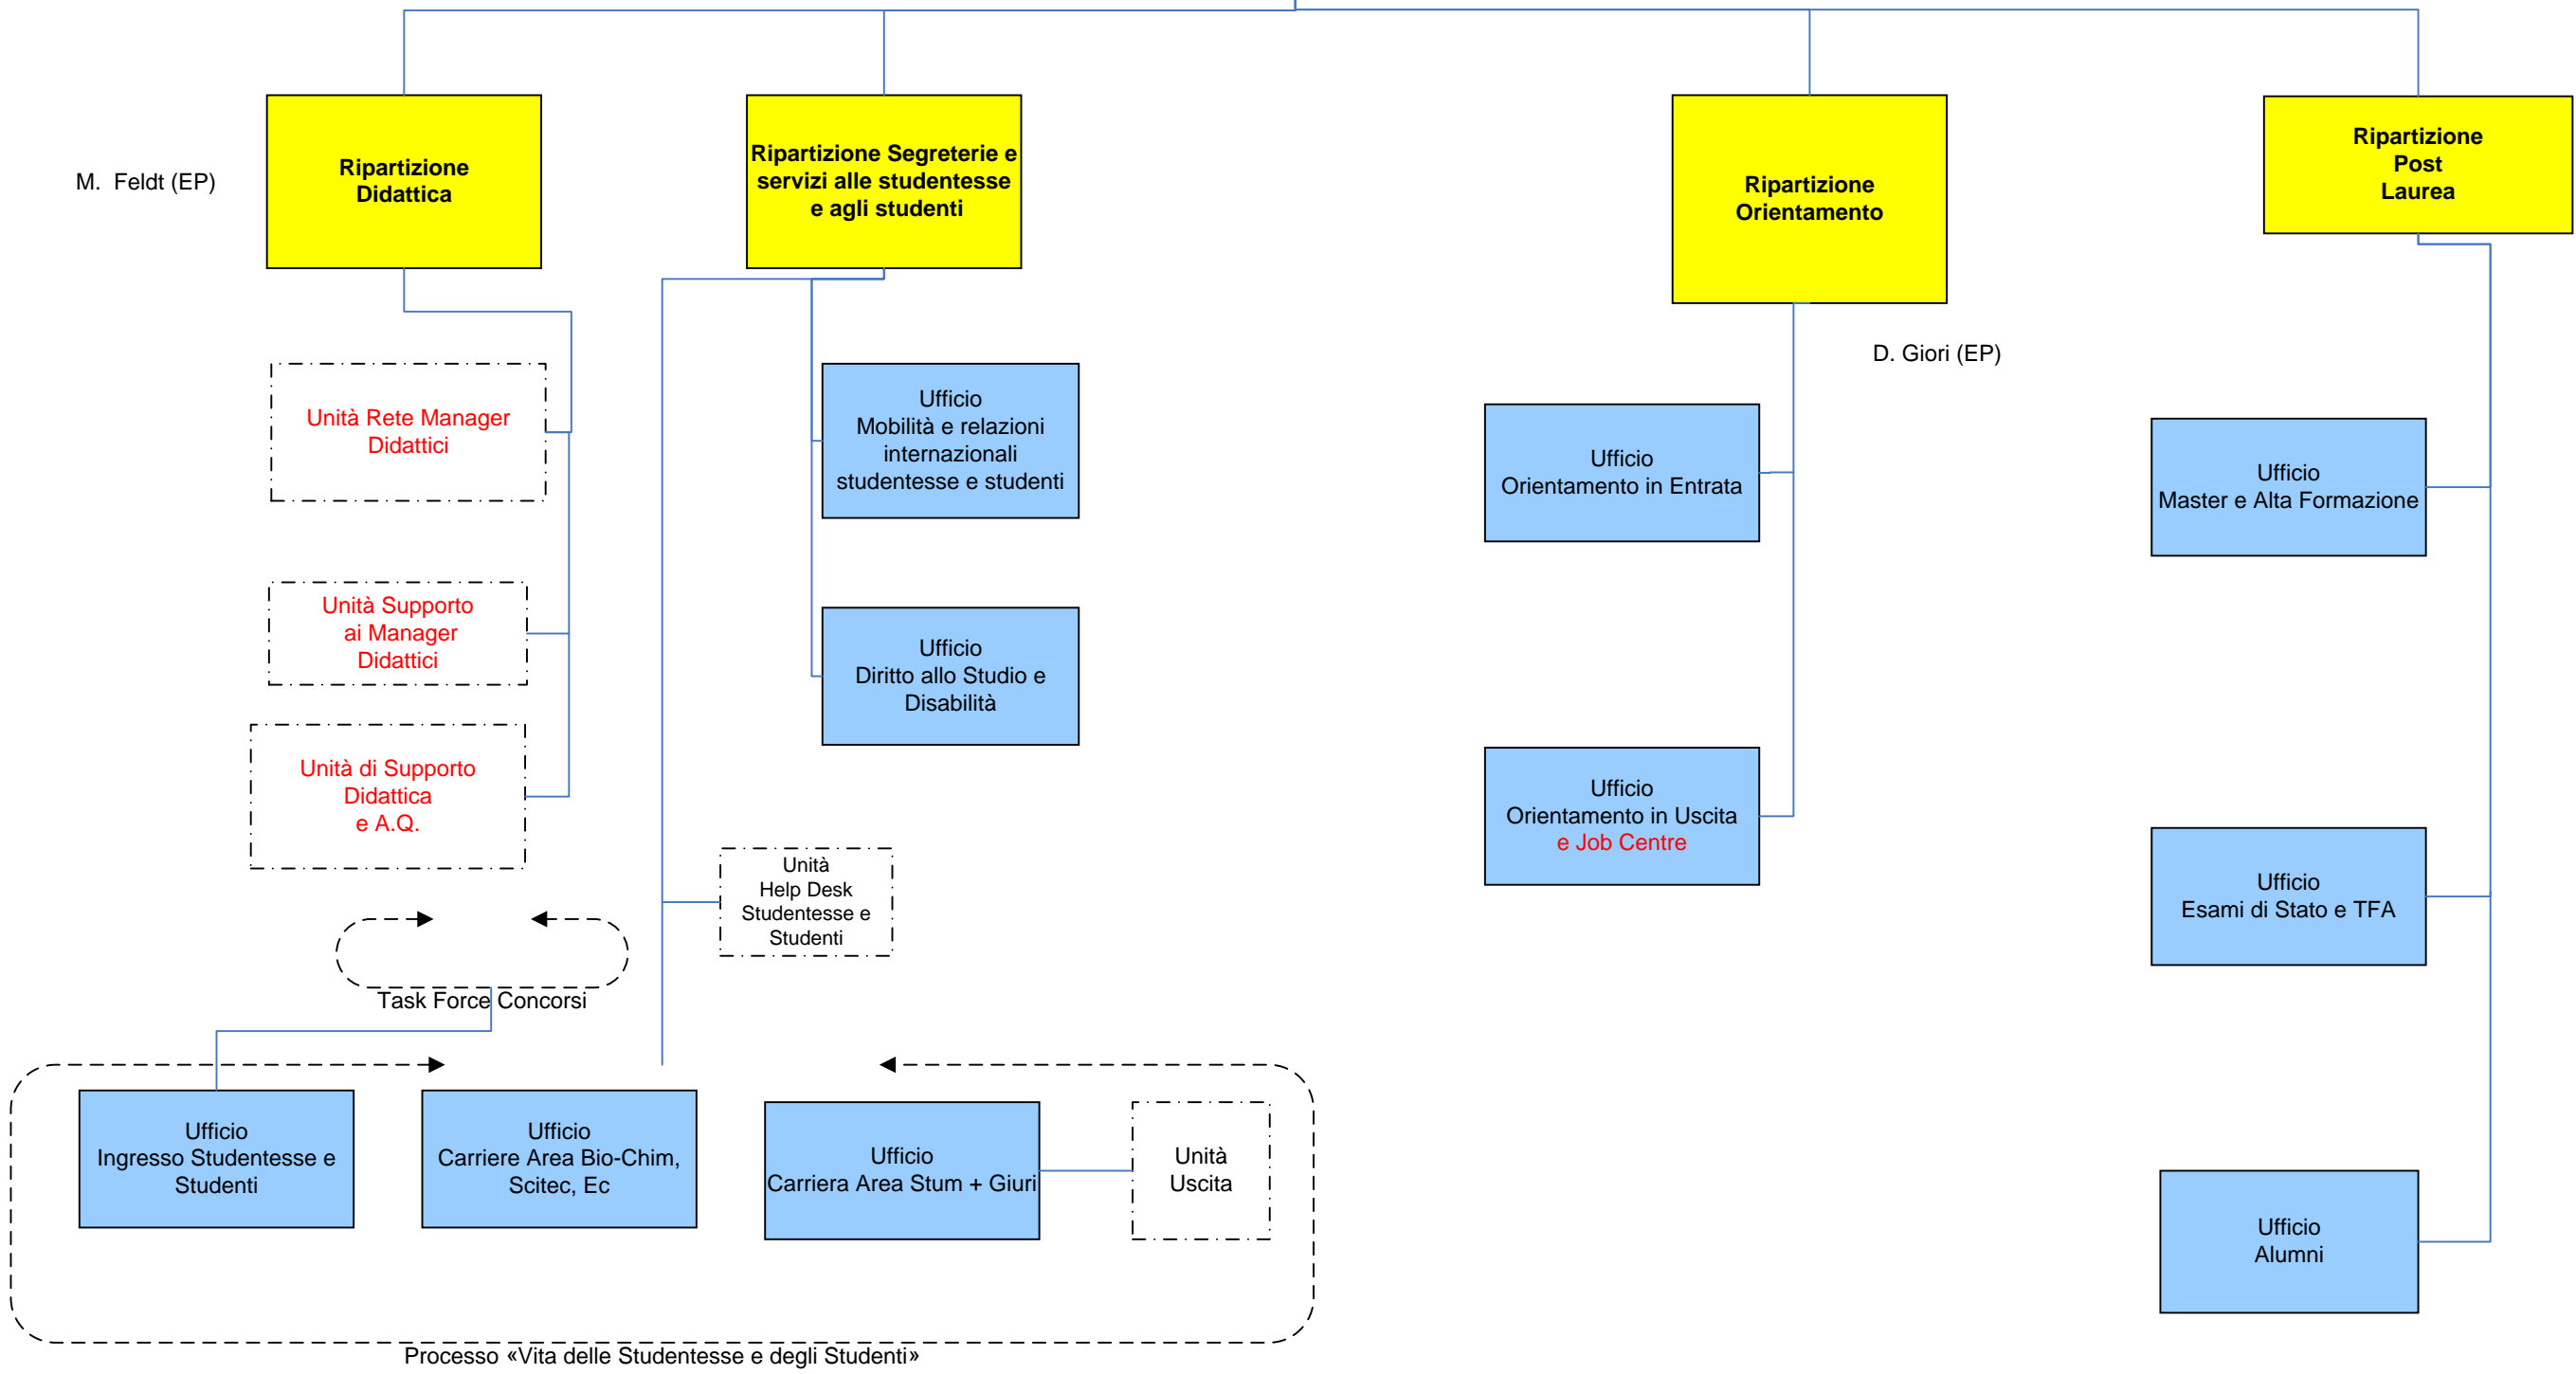 M. Feldt (EP)
Ripartizione
Didattica
Ripartizione Segreterie e
servizi alle studentesse
e agli studenti
Ripartizione
Orientamento
Ripartizione
Post
Laurea
D. Giori (EP)
Unità Rete Manager
Didattici
Unità Supporto
ai Manager
Didattici
Unità di Supporto
Didattica
e A.Q.
Ufficio
Mobilità e relazioni
internazionali
studentesse e studenti
Ufficio
Diritto allo Studio e
Disabilità
Unità
Help Desk
Studentesse e
Studenti
Ufficio
Orientamento in Entrata
Ufficio
Orientamento in Uscita
e Job Centre
Ufficio
Master e Alta Formazione
Ufficio
Esami di Stato e TFA
Ufficio
Alumni
Task Force Concorsi
Ufficio
Ingresso Studentesse e
Studenti
Ufficio
Carriere Area Bio-Chim,
Scitec, Ec
Ufficio
Carriera Area Stum + Giuri
Unità
Uscita
Processo «Vita delle Studentesse e degli Studenti»